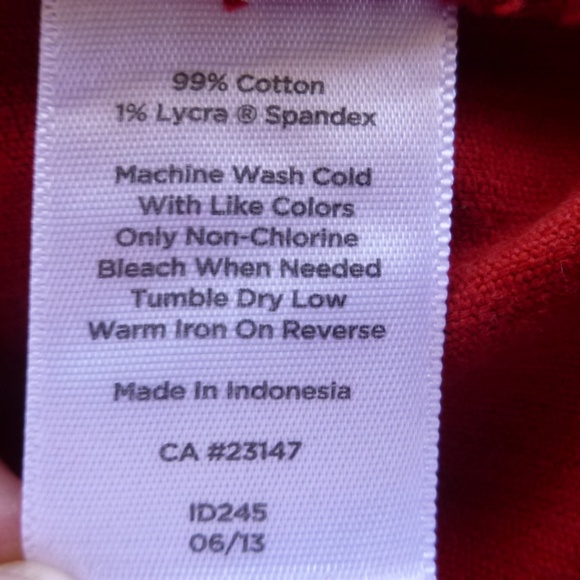 99% Cotton
1% Lycra ® Spandex
Machine Wash Cold
With Like Colors
Only Non-Chlorine
Bleach When Needed
Tumble Dry Low
Warm Iron On Reverse
Made In Indonesia
CA #23147
ID245
06/13